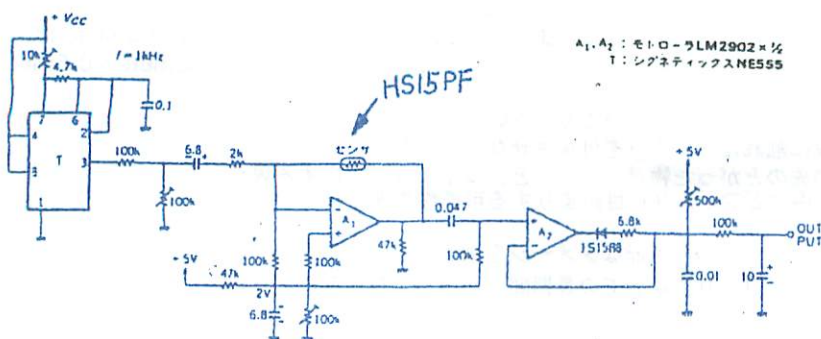 + Vcc
10k
4.7k
f = 1kHz
0.1
7
6
4
2
8
T
3
1
100k
100k
6.8
+
2k
HS15PF
センサ
-
+
A₁
100k
100k
+ 5V
47k
2V
6.8
100k
47k
0.047
100k
+
-
A₂
1S1588
6.8k
+ 5V
500k
100k
0.01
10
+
-
OUT
PUT
A₁, A₂ : モトローラLM2902×½
T : シグネティックスNE555